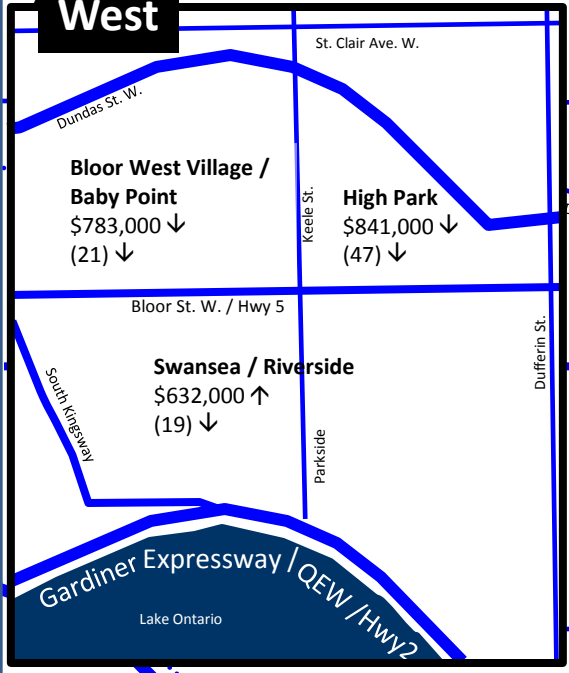 West
St. Clair Ave. W.
Dundas St. W.
Bloor West Village /
Baby Point
$783,000 ↓
(21) ↓
Keele St.
High Park
$841,000 ↓
(47) ↓
Bloor St. W. / Hwy 5
Dufferin St.
South Kingsway
Swansea / Riverside
$632,000 ↑
(19) ↓
Parkside
Gardiner Expressway / QEW /Hwy2
Lake Ontario